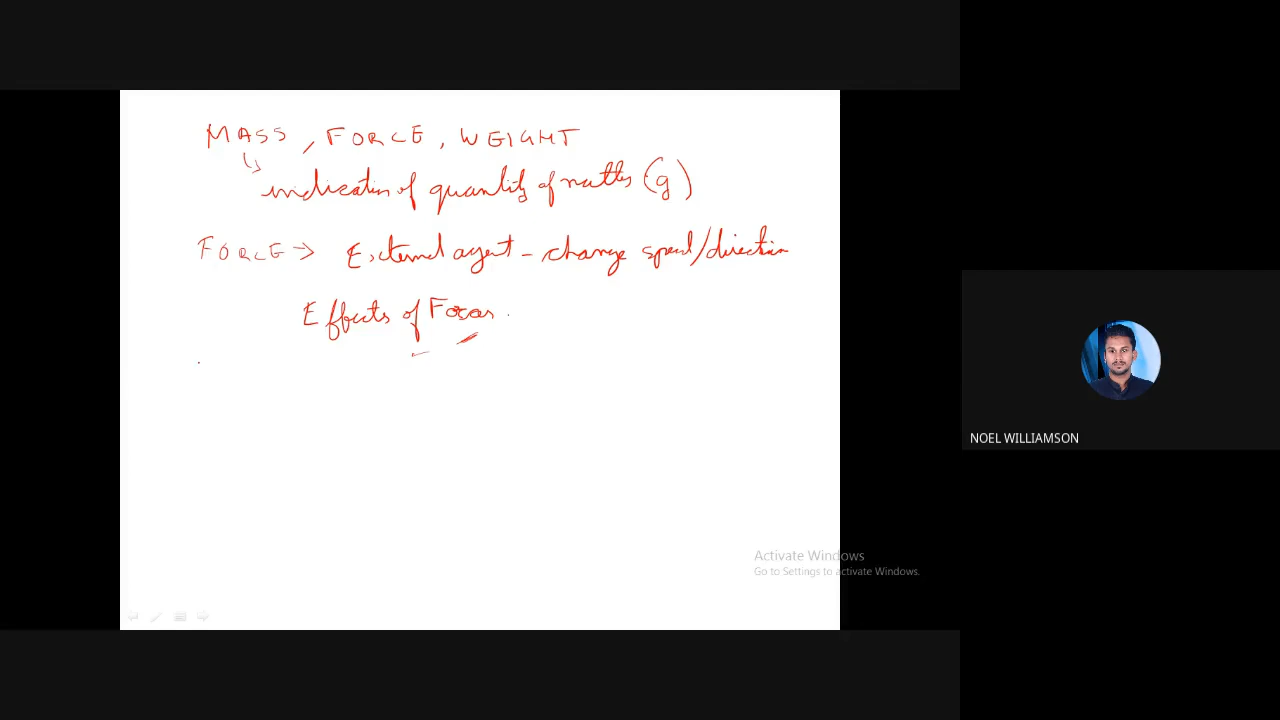 MASS, FORCE, WEIGHT
indication of quantity of matter (g)
FORCE → External agent - change speed/direction
Effects of
NOEL WILLIAMSON
Activate Windows
Go to Settings to activate Windows.